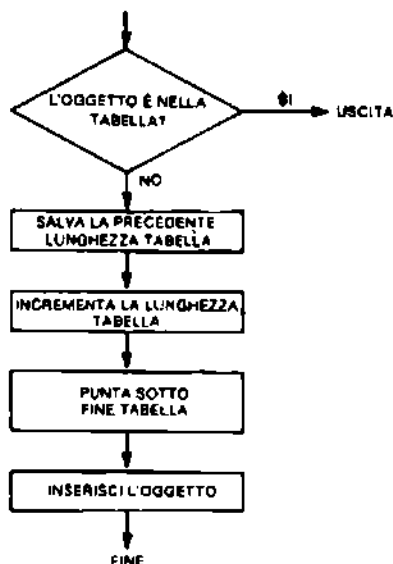 L'OGGETTO È NELLA
TABELLA?
SI
USCITA
NO
SALVA LA PRECEDENTE
LUNGHEZZA TABELLA
INCREMENTA LA LUNGHEZZA
TABELLA
PUNTA SOTTO
FINE TABELLA
INSERISCI L'OGGETTO
FINE